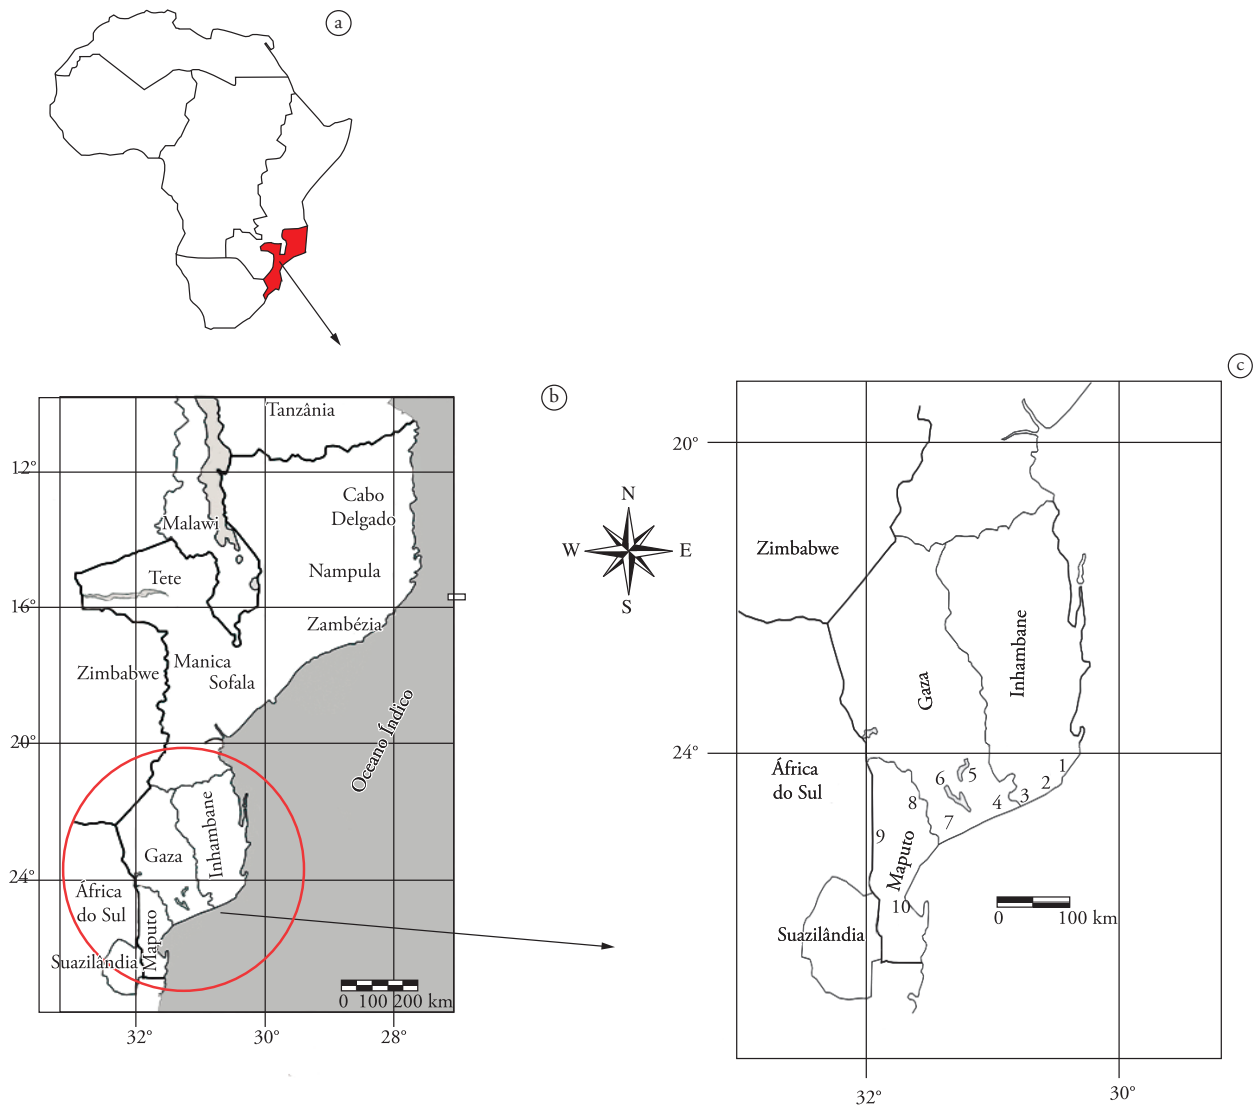 a
b
Tanzânia
12°
Cabo
Delgado
Malawi
Tete
Nampula
16°
Zambézia
Manica
Sofala
Zimbabwe
Oceano Índico
20°
Inhambane
Gaza
24°
África
do Sul
Maputo
Suazilândia
0 100 200 km
32°
30°
28°
N
W
E
S
c
20°
Zimbabwe
Inhambane
Gaza
24°
África
do Sul
1
2
3
4
5
6
7
8
9
Maputo
10
0 100 km
Suazilândia
32°
30°